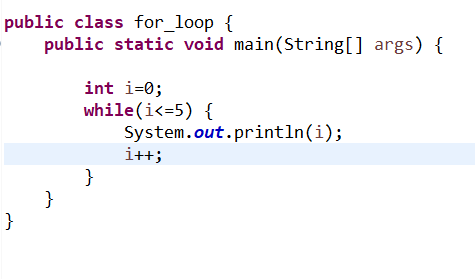 public class for_loop {
    public static void main(String[] args) {

        int i=0;
        while(i<=5) {
            System.out.println(i);
            i++;
        }
    }
}